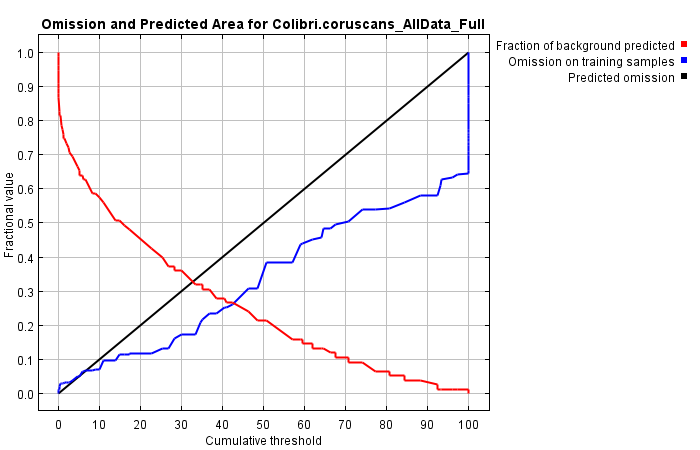 Omission and Predicted Area for Colibri.coruscans_AllData_Full
Fraction of background predicted
Omission on training samples
Predicted omission
Fractional value
1.0
0.9
0.8
0.7
0.6
0.5
0.4
0.3
0.2
0.1
0.0
0 10 20 30 40 50 60 70 80 90 100
Cumulative threshold